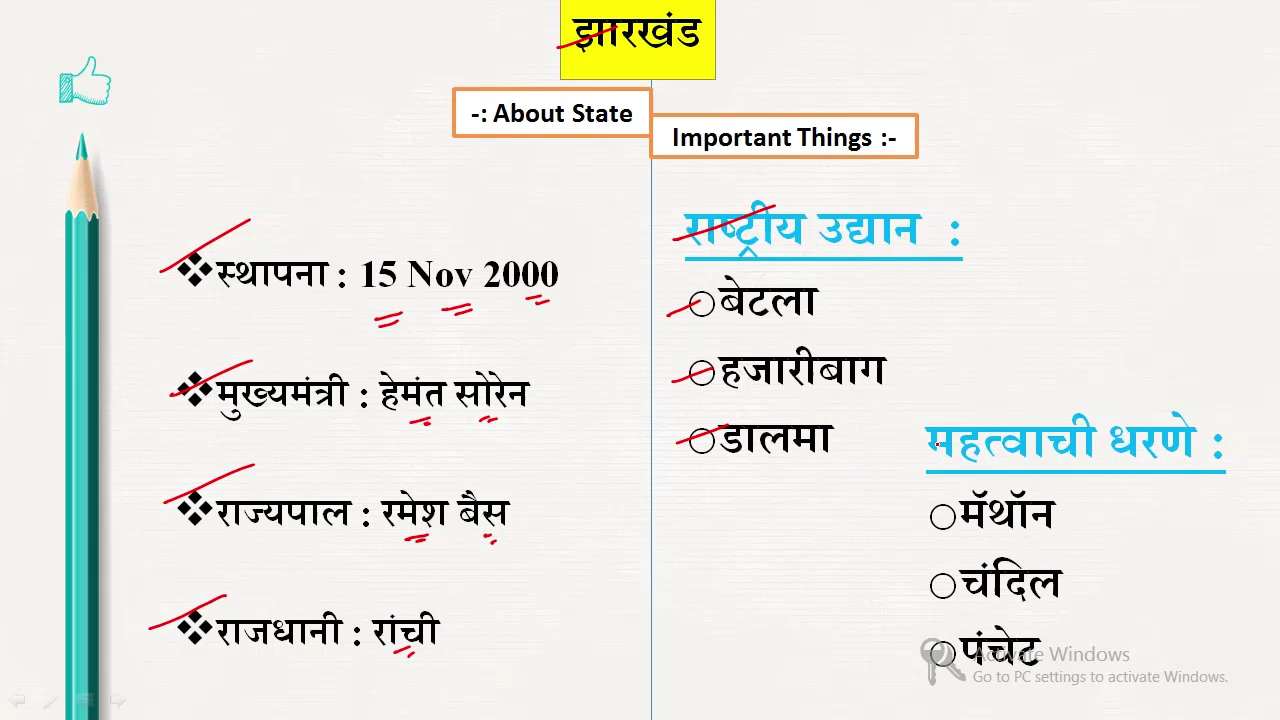 झारखंड
-: About State
Important Things :-
❖स्थापना : 15 Nov 2000
❖मुख्यमंत्री : हेमंत सोरेन
❖राज्यपाल : रमेश बैस
❖राजधानी : रांची
राष्ट्रीय उद्यान :
○बेटला
○हजारीबाग
○डालमा
महत्वाची धरणे :
○मॅथॉन
○चंदिल
○पंचेट
Activate Windows
Go to PC settings to activate Windows.